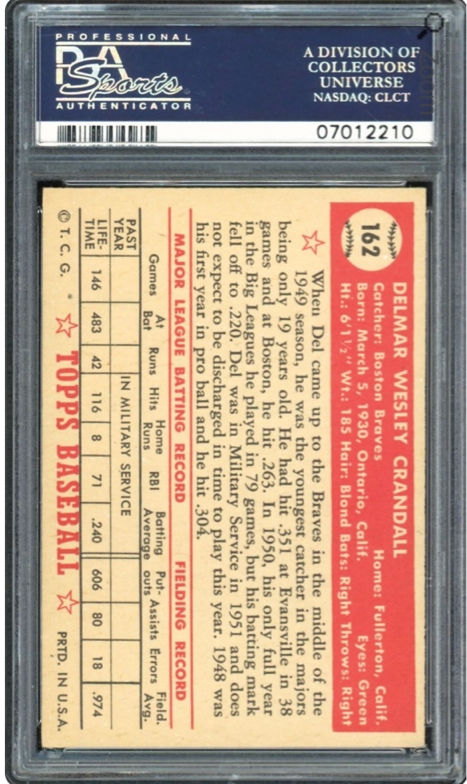 PROFESSIONAL
PSA
Sports
AUTHENTICATOR
A DIVISION OF
COLLECTORS
UNIVERSE
NASDAQ: CLCT
07012210
162
DELMAR WESLEY CRANDALL
Catcher: Boston Braves Home: Fullerton, Calif.
Born: March 5, 1930, Ontario, Calif. Eyes: Green
Ht.: 6'1½" Wt.: 185 Hair: Blond Bats: Right Throws: Right
When Del came up to the Braves in the middle of the
1949 season, he was the youngest catcher in the majors
being only 19 years old. He had hit .351 at Evansville in 38
games and at Boston, he hit .263. In 1950, his only full year
in the Big Leagues he played in 79 games, but his batting mark
fell off to .220. Del was in Military Service in 1951 and does
not expect to be discharged in time to play this year. 1948 was
his first year in pro ball and he hit .304.
MAJOR LEAGUE BATTING RECORD FIELDING RECORD
Games At Bat Runs Hits Home Runs RBI Batting Average Put-outs Assists Errors Field. Avg.
PAST YEAR IN MILITARY SERVICE
LIFE-TIME 146 483 42 116 8 71 .240 606 80 18 .974
© T. C. G. TOPPS BASEBALL PRTD. IN U.S.A.